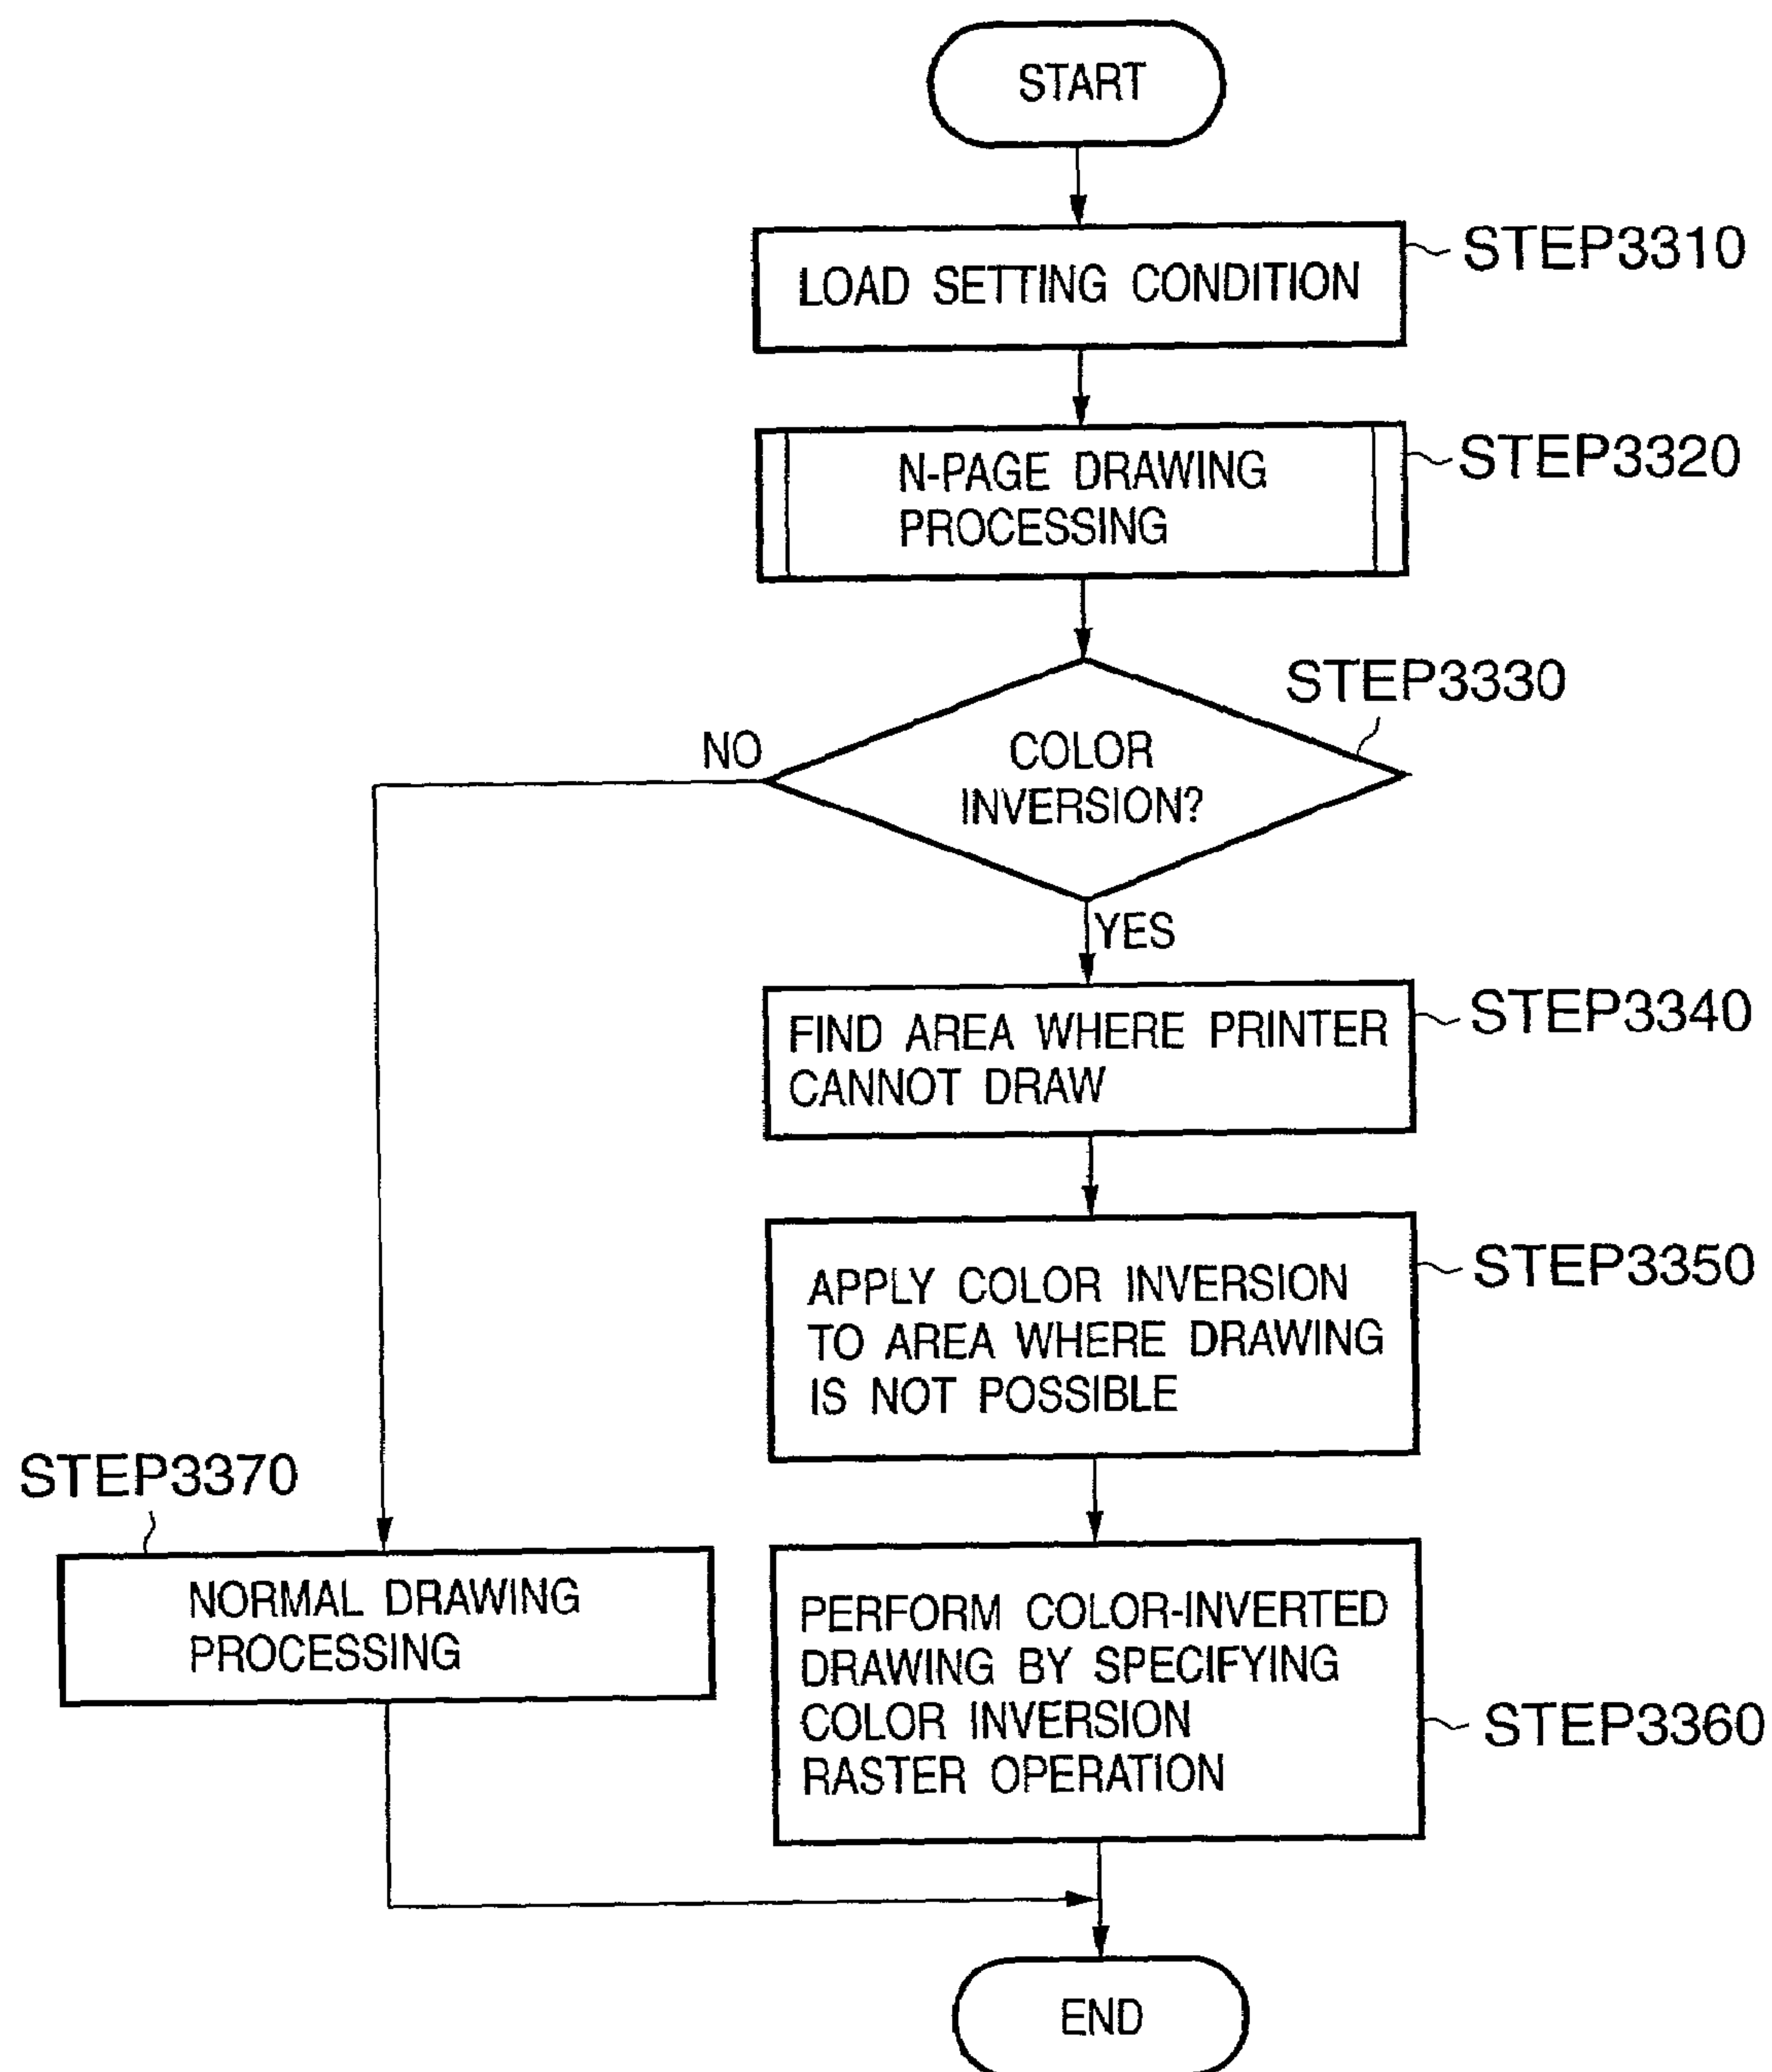 START
LOAD SETTING CONDITION
STEP3310
N-PAGE DRAWING
PROCESSING
STEP3320
STEP3330
COLOR
INVERSION?
NO
YES
FIND AREA WHERE PRINTER
CANNOT DRAW
STEP3340
APPLY COLOR INVERSION
TO AREA WHERE DRAWING
IS NOT POSSIBLE
STEP3350
STEP3370
NORMAL DRAWING
PROCESSING
PERFORM COLOR-INVERTED
DRAWING BY SPECIFYING
COLOR INVERSION
RASTER OPERATION
STEP3360
END